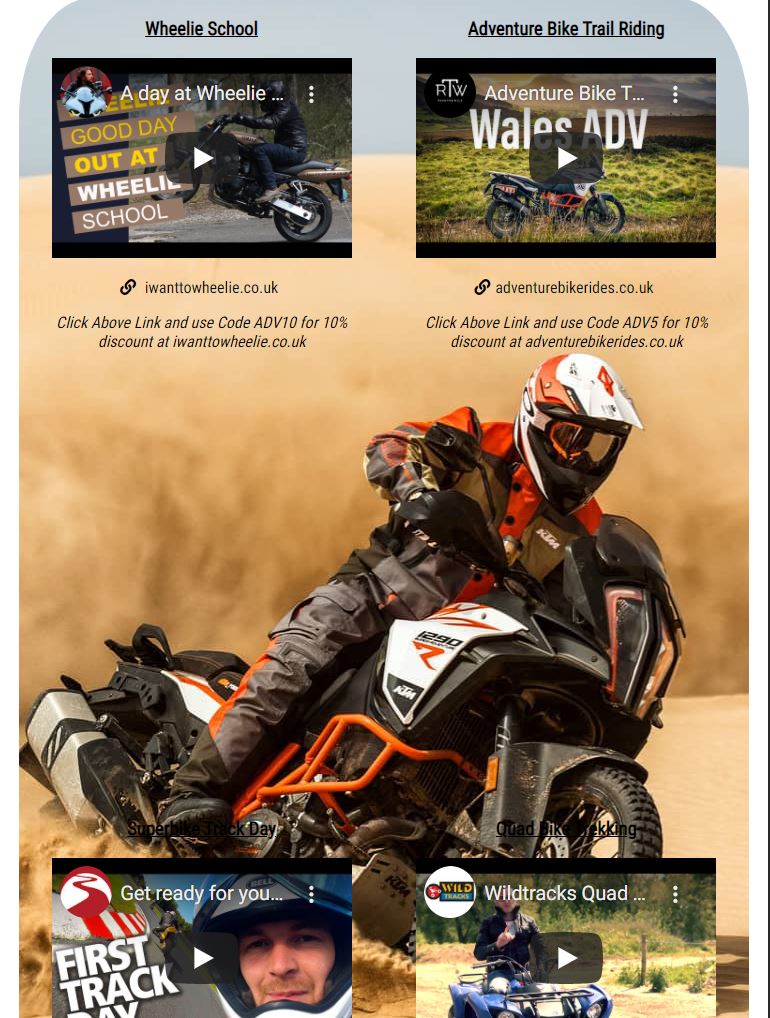 Wheelie School
Adventure Bike Trail Riding
A day at Wheelie ...
GOOD DAY
OUT AT
WHEELIE
SCHOOL
RTW
Adventure Bike T...
Wales ADV
iwanttowheelie.co.uk
adventurebikerides.co.uk
Click Above Link and use Code ADV10 for 10%
discount at iwanttowheelie.co.uk
Click Above Link and use Code ADV5 for 10%
discount at adventurebikerides.co.uk
KTM
1290
R
KTM
Superbike Track Day
Quad Bike Trekking
KTM
Get ready for you...
BELL
FIRST
TRACK
DAY
WILD
TRACKS
Wildtracks Quad ...